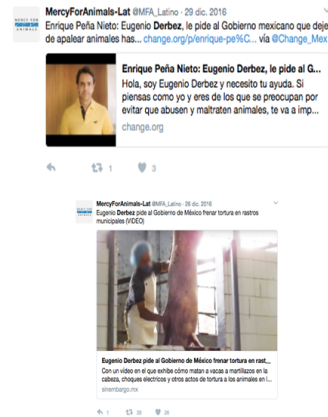 MercyForAnimals-Lat @MFA_Latino · 29 dic. 2016
Enrique Peña Nieto: Eugenio Derbez, le pide al Gobierno mexicano que deje
de apalear animales has... change.org/p/enrique-pe%C... vía @Change_Mex
Enrique Peña Nieto: Eugenio Derbez, le pide al G...
Hola, soy Eugenio Derbez y necesito tu ayuda. Si
piensas como yo y eres de los que se preocupan por
evitar que abusen y maltraten animales, te va a imp...
change.org
1
3
MercyForAnimals-Lat @MFA_Latino · 26 dic. 2016
Eugenio Derbez pide al Gobierno de México frenar tortura en rastros
municipales (VIDEO)
Eugenio Derbez pide al Gobierno de México frenar tortura en rast...
Con un video en el que exhibe cómo matan a vacas a martillazos en la
cabeza, choques eléctricos y otros actos de tortura a los animales en l...
sinembargo.mx